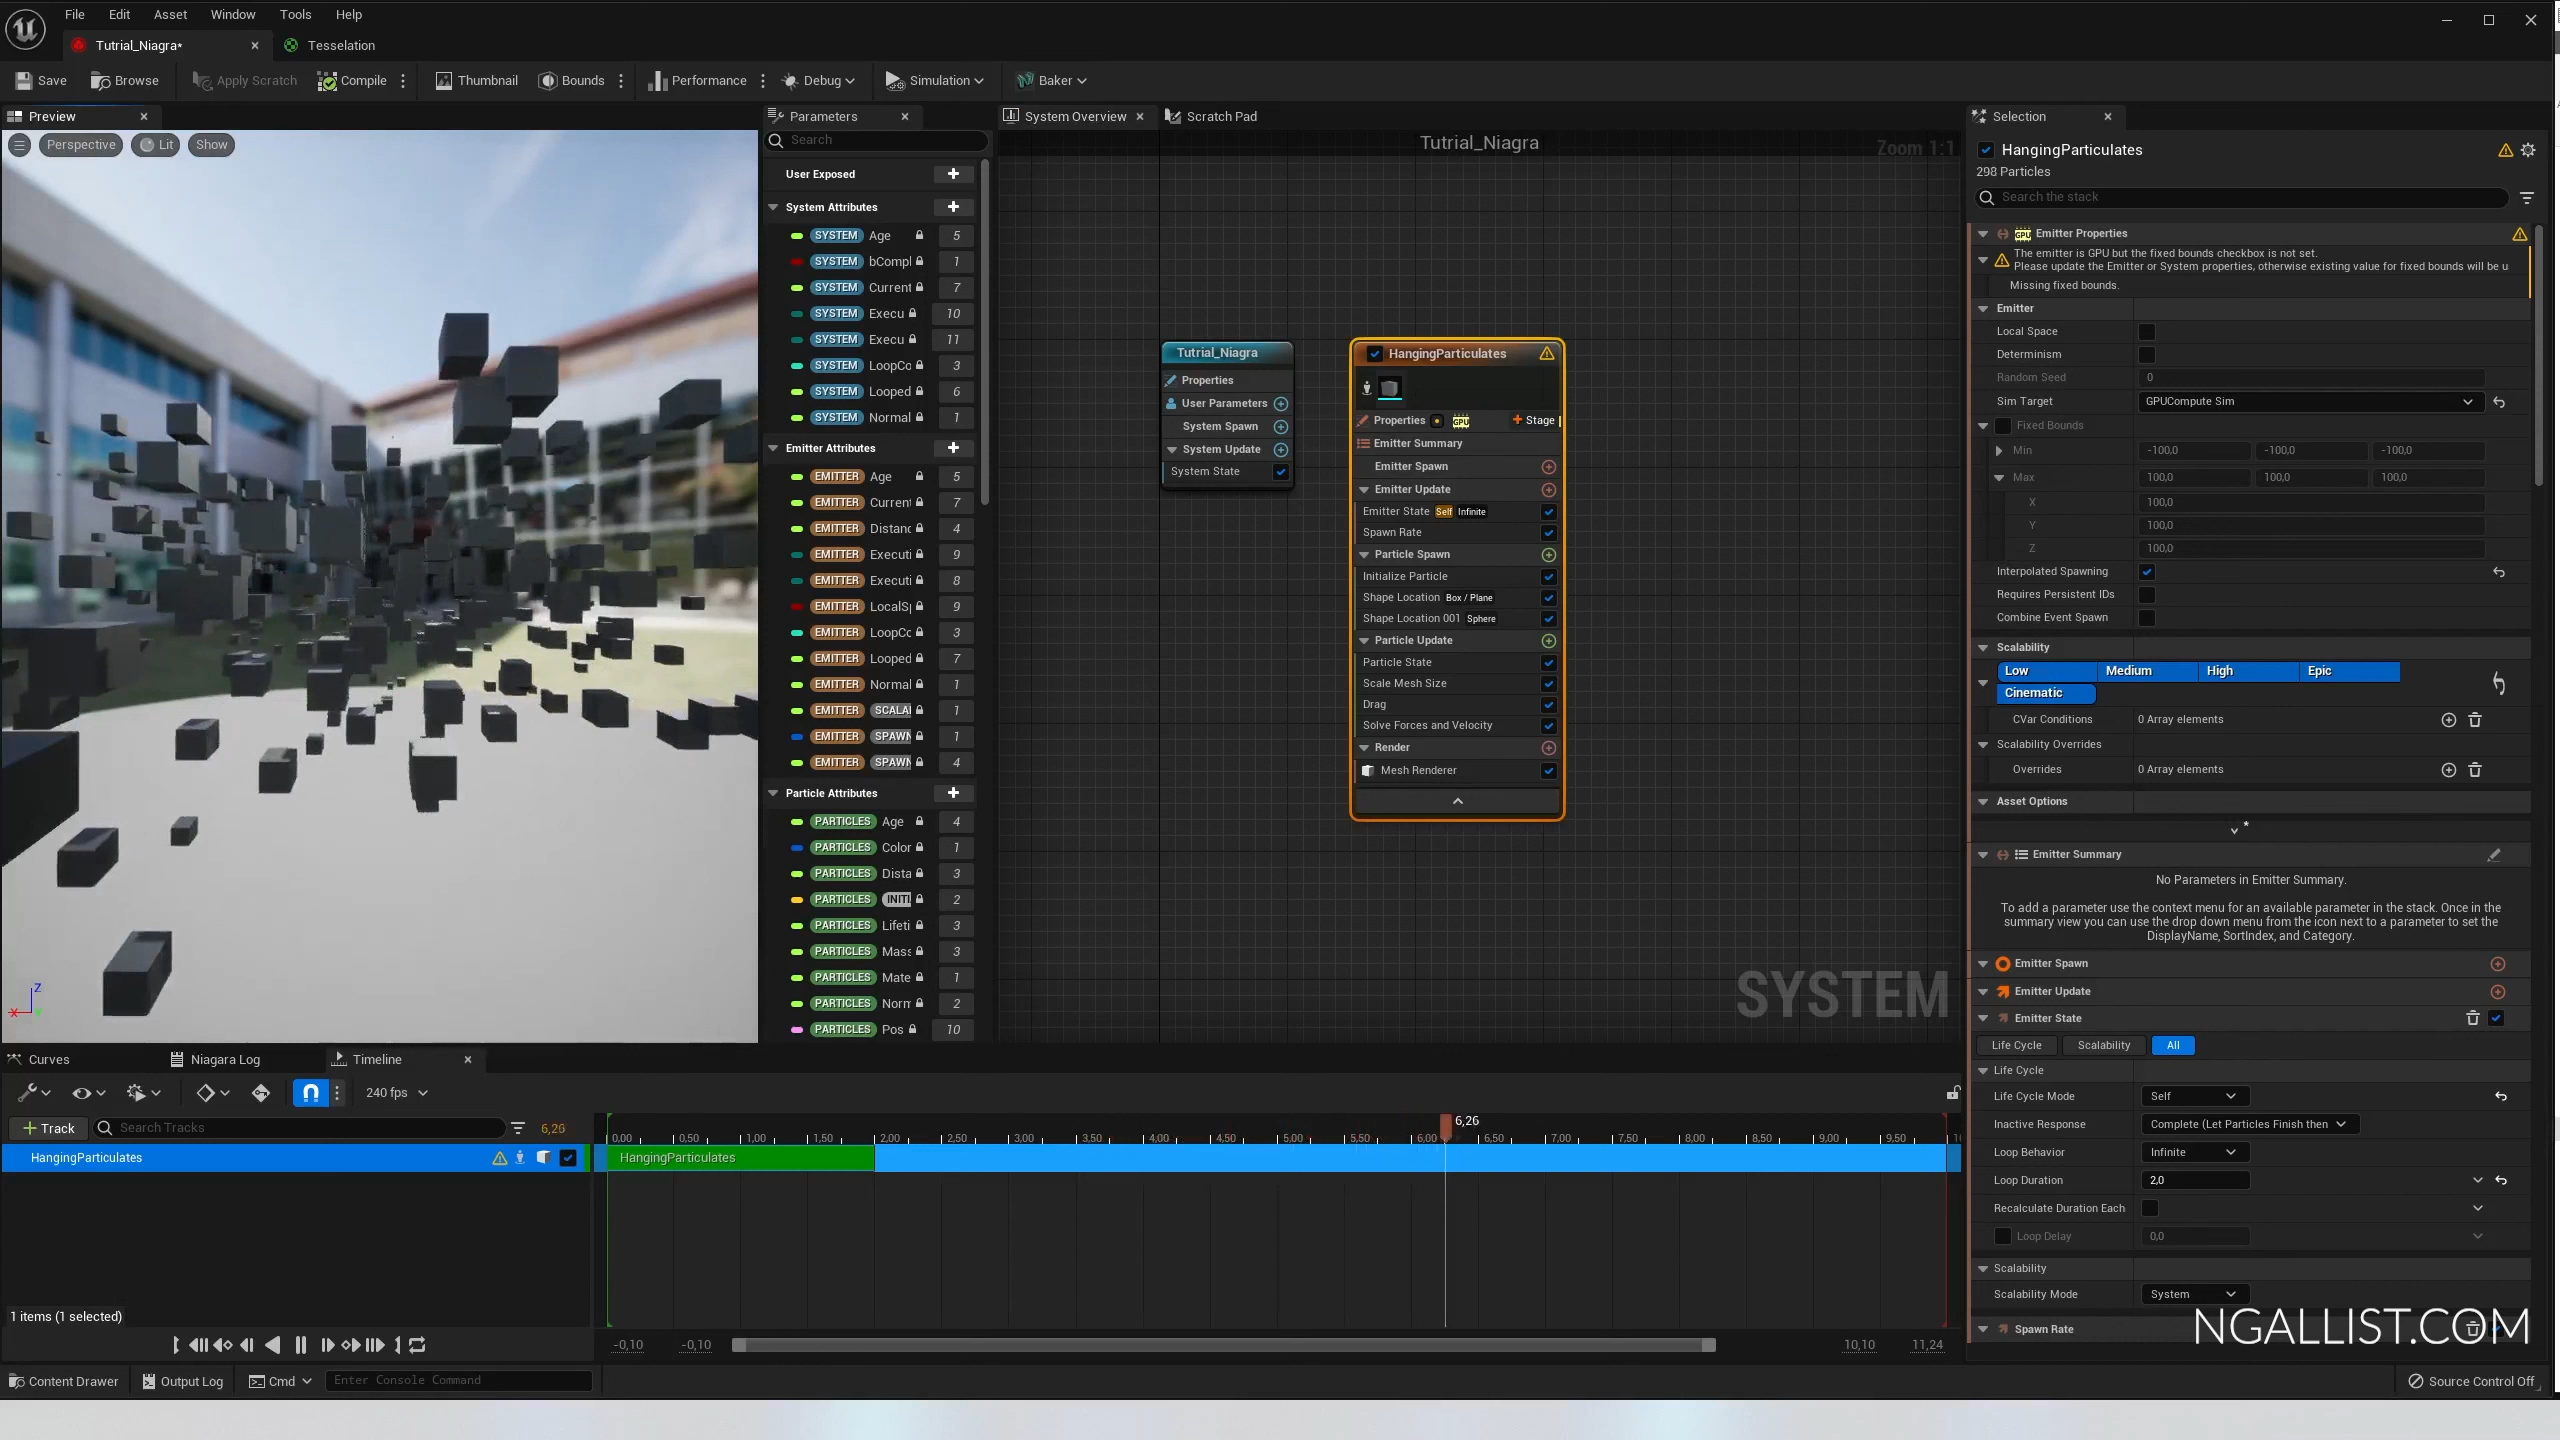 File Edit Asset Window Tools Help
Tutrial_Niagra*
Tesselation
Save
Browse
Apply Scratch
Compile
Thumbnail
Bounds
Performance
Debug
Simulation
Baker
Preview
Perspective
Lit
Show
Parameters
Search
User Exposed
System Attributes
SYSTEM Age 5
SYSTEM bCompl 1
SYSTEM Current 7
SYSTEM Execu 10
SYSTEM Execu 11
SYSTEM LoopCo 3
SYSTEM Looped 6
SYSTEM Normal 1
Emitter Attributes
EMITTER Age 5
EMITTER Current 7
EMITTER Distanc 4
EMITTER Executi 9
EMITTER Executi 8
EMITTER LocalSp 9
EMITTER LoopCo 3
EMITTER Looped 7
EMITTER Normal 1
EMITTER SCALA 1
EMITTER SPAWN 1
EMITTER SPAWN 4
Particle Attributes
PARTICLES Age 4
PARTICLES Color 1
PARTICLES Dista 3
PARTICLES INITI 2
PARTICLES Lifeti 3
PARTICLES Mass 3
PARTICLES Mate 1
PARTICLES Norm 2
PARTICLES Pos 10
System Overview
Scratch Pad
Tutrial_Niagra
Zoom 1:1
Tutrial_Niagra
Properties
User Parameters
System Spawn
System Update
System State
HangingParticulates
Properties GPU Stage
Emitter Summary
Emitter Spawn
Emitter Update
Emitter State Self Infinite
Spawn Rate
Particle Spawn
Initialize Particle
Shape Location Box / Plane
Shape Location 001 Sphere
Particle Update
Particle State
Scale Mesh Size
Drag
Solve Forces and Velocity
Render
Mesh Renderer
SYSTEM
Selection
HangingParticulates
298 Particles
Search the stack
GPU Emitter Properties
The emitter is GPU but the fixed bounds checkbox is not set.
Please update the Emitter or System properties, otherwise existing value for fixed bounds will be u
Missing fixed bounds.
Emitter
Local Space
Determinism
Random Seed 0
Sim Target GPUCompute Sim
Fixed Bounds
Min -100,0 -100,0 -100,0
Max 100,0 100,0 100,0
X 100,0
Y 100,0
Z 100,0
Interpolated Spawning
Requires Persistent IDs
Combine Event Spawn
Scalability
Low Medium High Epic
Cinematic
CVar Conditions 0 Array elements
Scalability Overrides
Overrides 0 Array elements
Asset Options
Emitter Summary
No Parameters in Emitter Summary.
To add a parameter use the context menu for an available parameter in the stack. Once in the
summary view you can use the drop down menu from the icon next to a parameter to set the
DisplayName, SortIndex, and Category.
Emitter Spawn
Emitter Update
Emitter State
Life Cycle Scalability All
Life Cycle
Life Cycle Mode Self
Inactive Response Complete (Let Particles Finish then
Loop Behavior Infinite
Loop Duration 2,0
Recalculate Duration Each
Loop Delay 0,0
Scalability
Scalability Mode System
Spawn Rate
NGALLIST.COM
Curves
Niagara Log
Timeline
240 fps
Track
Search Tracks
6,26
HangingParticulates
1 items (1 selected)
6,26
0,00 0,50 1,00 1,50 2,00 2,50 3,00 3,50 4,00 4,50 5,00 5,50 6,00 6,50 7,00 7,50 8,00 8,50 9,00 9,50
HangingParticulates
-0,10 -0,10 10,10 11,24
Content Drawer
Output Log
Cmd
Enter Console Command
Source Control Off
Z
X